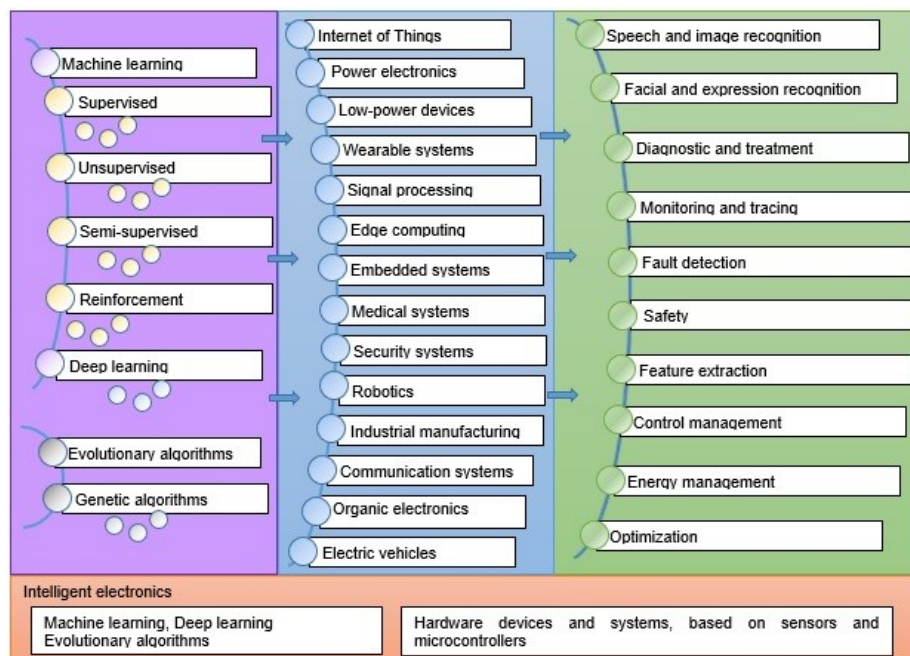 Machine learning
Supervised
Unsupervised
Semi-supervised
Reinforcement
Deep learning
Evolutionary algorithms
Genetic algorithms
Internet of Things
Power electronics
Low-power devices
Wearable systems
Signal processing
Edge computing
Embedded systems
Medical systems
Security systems
Robotics
Industrial manufacturing
Communication systems
Organic electronics
Electric vehicles
Speech and image recognition
Facial and expression recognition
Diagnostic and treatment
Monitoring and tracing
Fault detection
Safety
Feature extraction
Control management
Energy management
Optimization
Intelligent electronics
Machine learning, Deep learning
Evolutionary algorithms
Hardware devices and systems, based on sensors and
microcontrollers